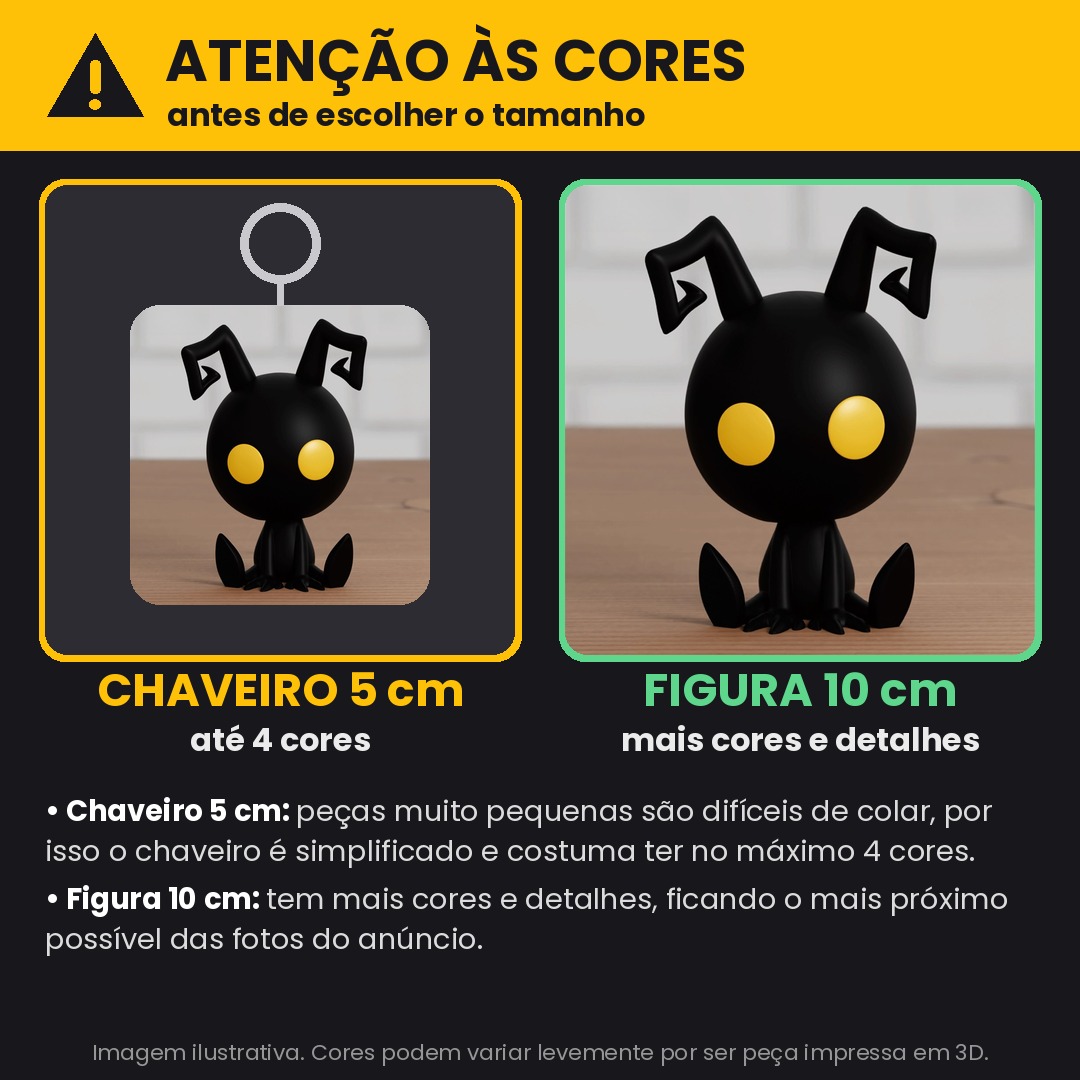 ATENÇÃO ÀS CORES
antes de escolher o tamanho
CHAVEIRO 5 cm
até 4 cores
FIGURA 10 cm
mais cores e detalhes
• Chaveiro 5 cm: peças muito pequenas são difíceis de colar, por
isso o chaveiro é simplificado e costuma ter no máximo 4 cores.
• Figura 10 cm: tem mais cores e detalhes, ficando o mais próximo
possível das fotos do anúncio.
Imagem ilustrativa. Cores podem variar levemente por ser peça impressa em 3D.